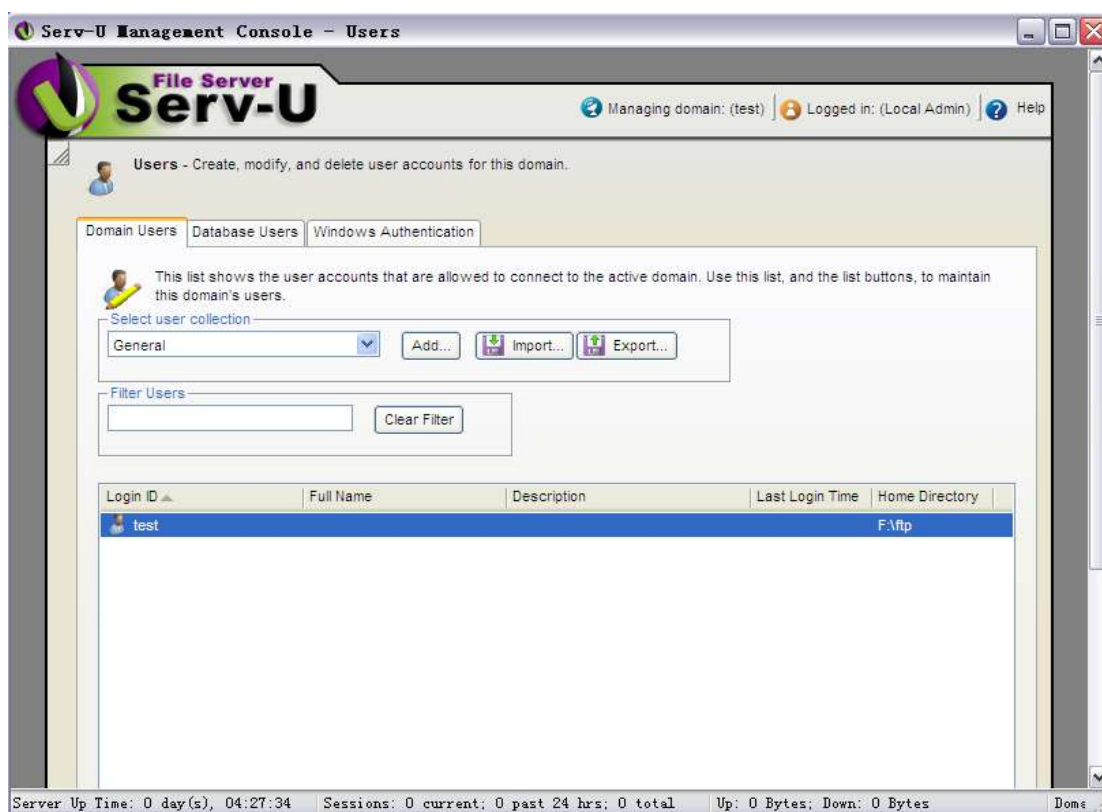 Serv-U Management Console - Users
File Server
Serv-U
Managing domain: (test) Logged in: (Local Admin) Help
Users - Create, modify, and delete user accounts for this domain.
Domain Users Database Users Windows Authentication
This list shows the user accounts that are allowed to connect to the active domain. Use this list, and the list buttons, to maintain
this domain's users.
Select user collection
General Add... Import... Export...
Filter Users
Clear Filter
Login ID Full Name Description Last Login Time Home Directory
test F:\ftp
Server Up Time: 0 day(s), 04:27:34 Sessions: 0 current; 0 past 24 hrs; 0 total Up: 0 Bytes; Down: 0 Bytes Done